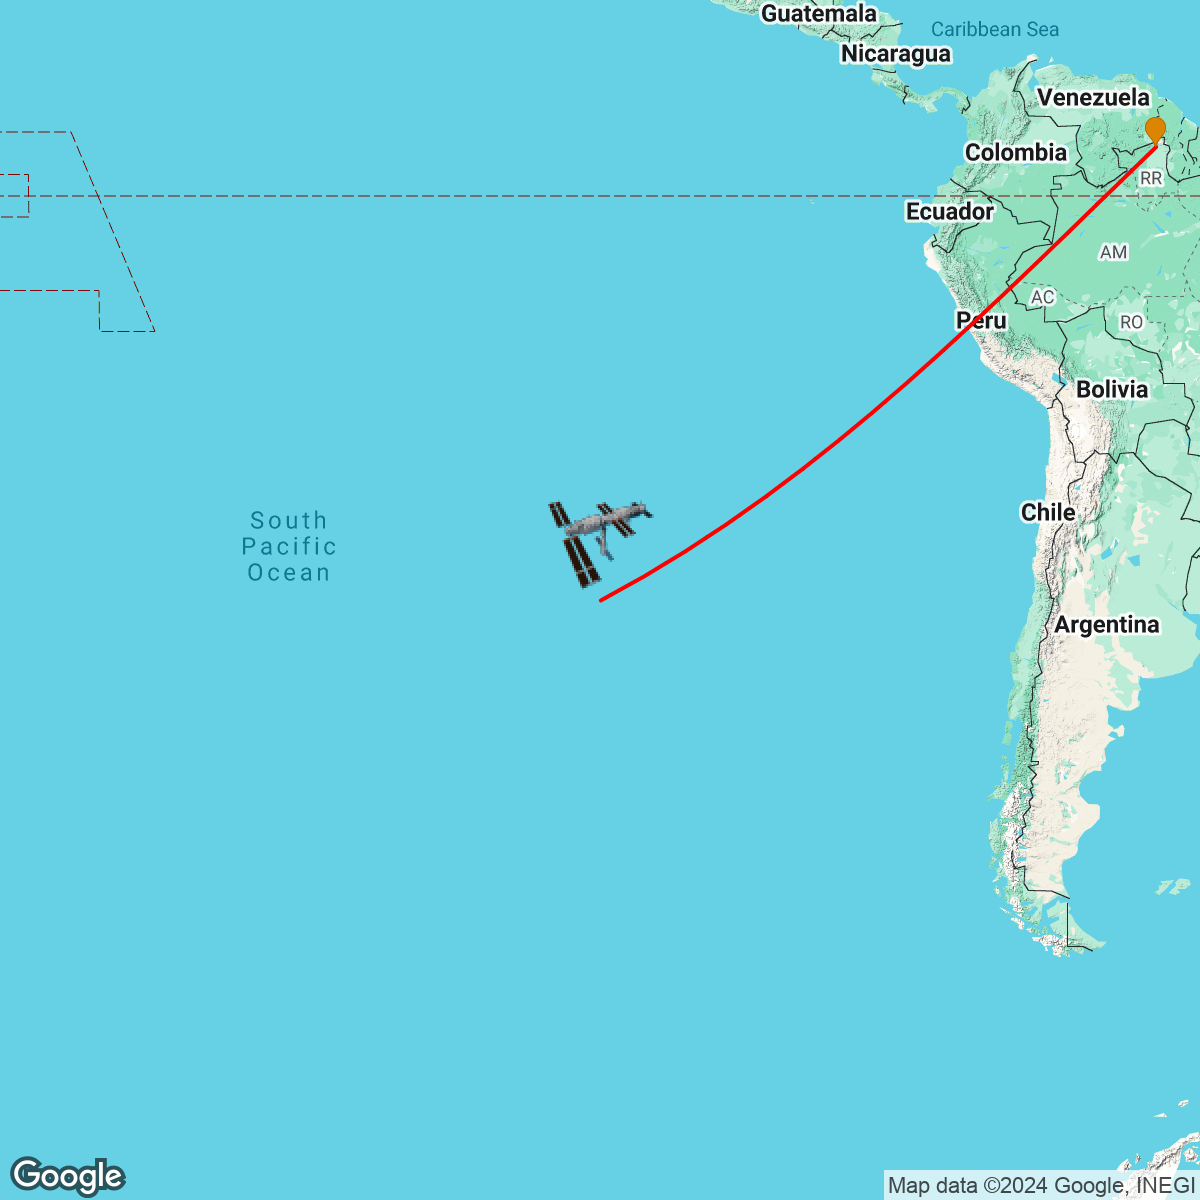 Guatemala
Caribbean Sea
Nicaragua
Venezuela
Colombia
RR
Ecuador
AM
AC
Peru
RO
Bolivia
Chile
South
Pacific
Ocean
Argentina
Google
Map data ©2024 Google, INEGI